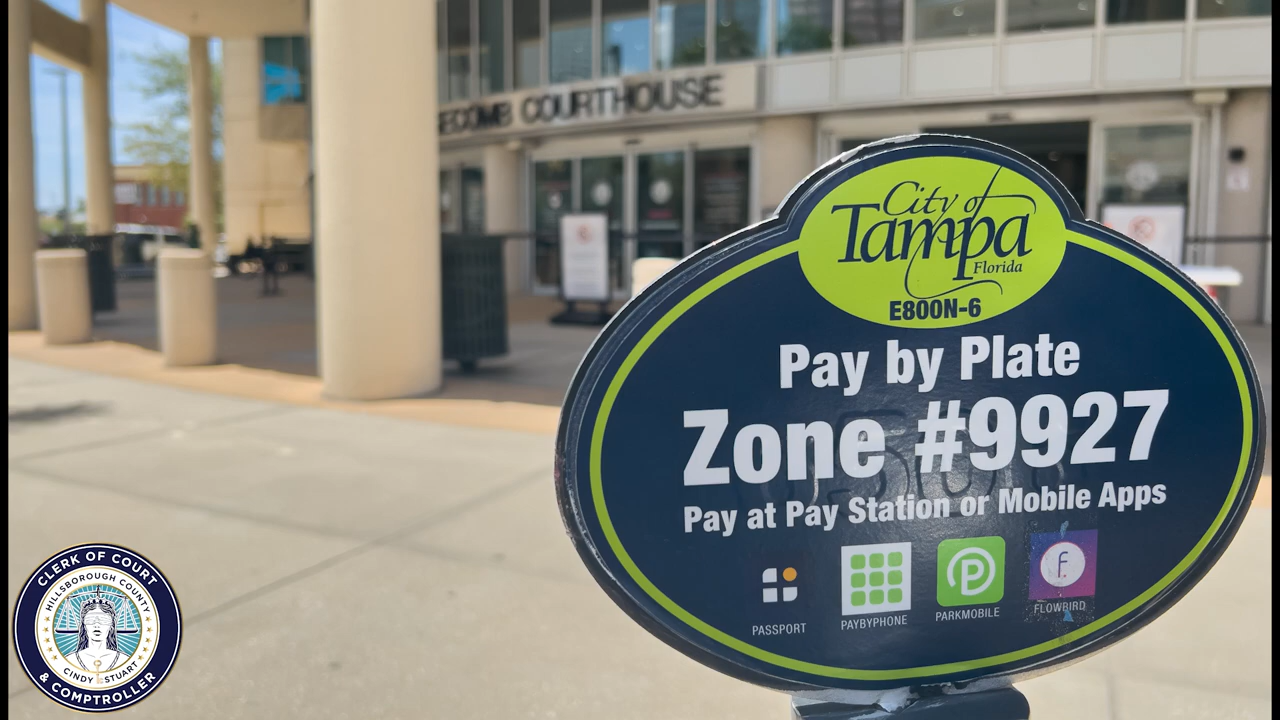 ECOMB COURTHOUSE
City of
Tampa
Florida
E800N-6
Pay by Plate
Zone #9927
Pay at Pay Station or Mobile Apps
PASSPORT
PAYBYPHONE
PARKMOBILE
FLOWBIRD
CLERK OF COURT
HILLSBOROUGH COUNTY
CINDY STUART
& COMPTROLLER